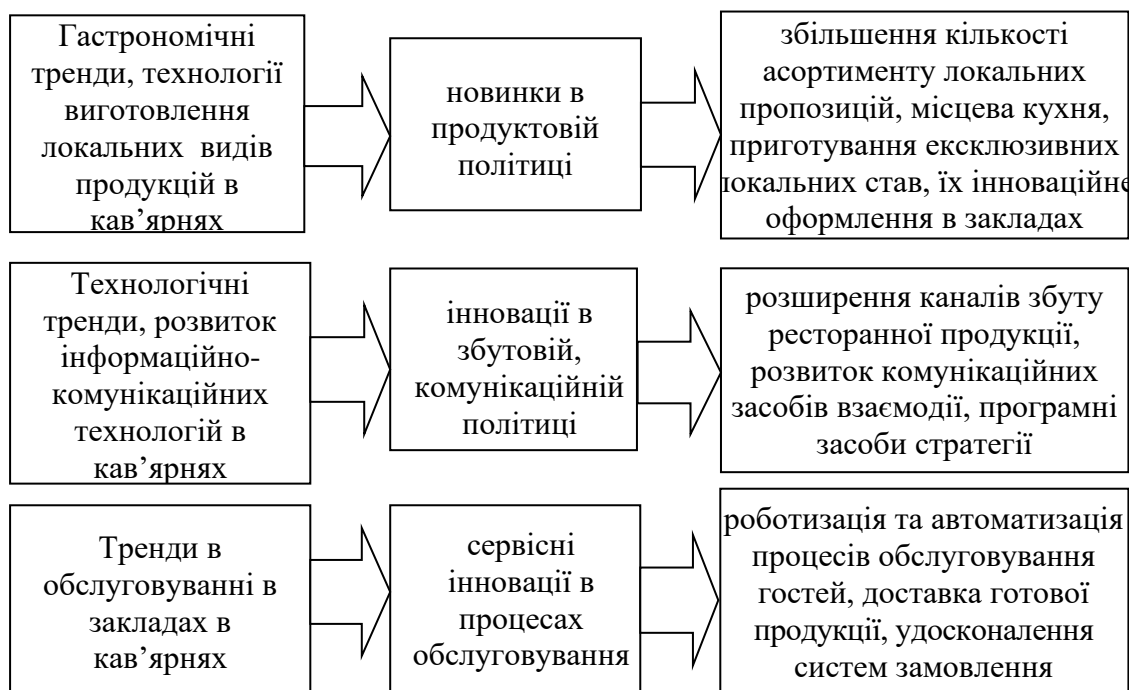 Гастрономічні
тренди, технології
виготовлення
локальних видів
продукцій в
кав’ярнях
новинки в
продуктовій
політиці
збільшення кількості
асортименту локальних
пропозицій, місцева кухня,
приготування ексклюзивних
локальних став, їх інноваційне
оформлення в закладах
Технологічні
тренди, розвиток
інформаційно-
комунікаційних
технологій в
кав’ярнях
інновації в
збутовій,
комунікаційній
політиці
розширення каналів збуту
ресторанної продукції,
розвиток комунікаційних
засобів взаємодії, програмні
засоби стратегії
Тренди в
обслуговуванні в
закладах в
кав’ярнях
сервісні
інновації в
процесах
обслуговування
роботизація та автоматизація
процесів обслуговування
гостей, доставка готової
продукції, удосконалення
систем замовлення